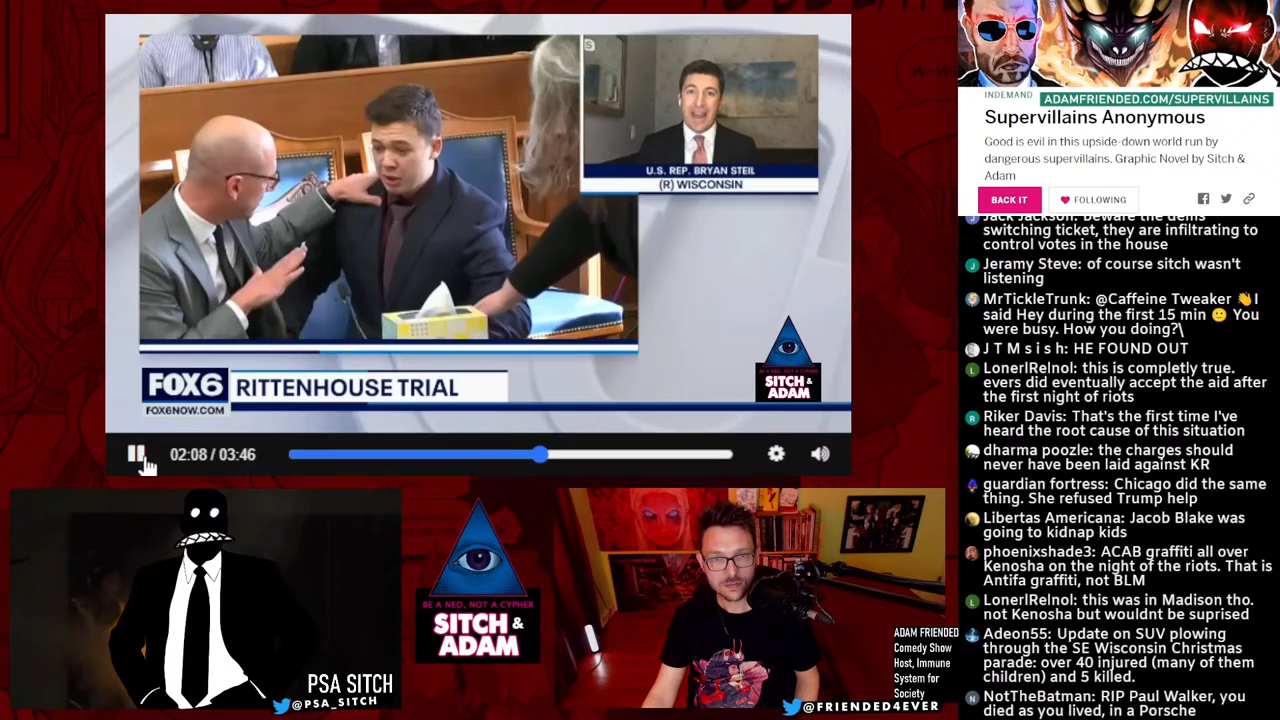 U.S. REP. BRYAN STEIL
(R) WISCONSIN
FOX6
RITTENHOUSE TRIAL
FOX6NOW.COM
BE A NEO, NOT A CYPHER
SITCH &
ADAM
02:08 / 03:46
PSA SITCH
@PSA_SITCH
BE A NEO, NOT A CYPHER
SITCH &
ADAM
ADAM FRIENDED
Comedy Show
Host, Immune
System for
Society
@FRIENDED4EVER
INDEMAND
ADAMFRIENDED.COM/SUPERVILLAINS
Supervillains Anonymous
Good is evil in this upside-down world run by
dangerous supervillains. Graphic Novel by Sitch &
Adam
BACK IT
FOLLOWING
Jack Jackson: Beware the dems
switching ticket, they are infiltrating to
control votes in the house
Jeramy Steve: of course sitch wasn't
listening
MrTickleTrunk: @Caffeine Tweaker 👋I
said Hey during the first 15 min 🙂 You
were busy. How you doing?\
J T M s i s h: HE FOUND OUT
LonerIRelnol: this is completly true.
evers did eventually accept the aid after
the first night of riots
Riker Davis: That's the first time I've
heard the root cause of this situation
dharma poozle: the charges should
never have been laid against KR
guardian fortress: Chicago did the same
thing. She refused Trump help
Libertas Americana: Jacob Blake was
going to kidnap kids
phoenixshade3: ACAB graffiti all over
Kenosha on the night of the riots. That is
Antifa graffiti, not BLM
LonerIRelnol: this was in Madison tho.
not Kenosha but wouldnt be suprised
Adeon55: Update on SUV plowing
through the SE Wisconsin Christmas
parade: over 40 injured (many of them
children) and 5 killed.
NotTheBatman: RIP Paul Walker, you
died as you lived, in a Porsche